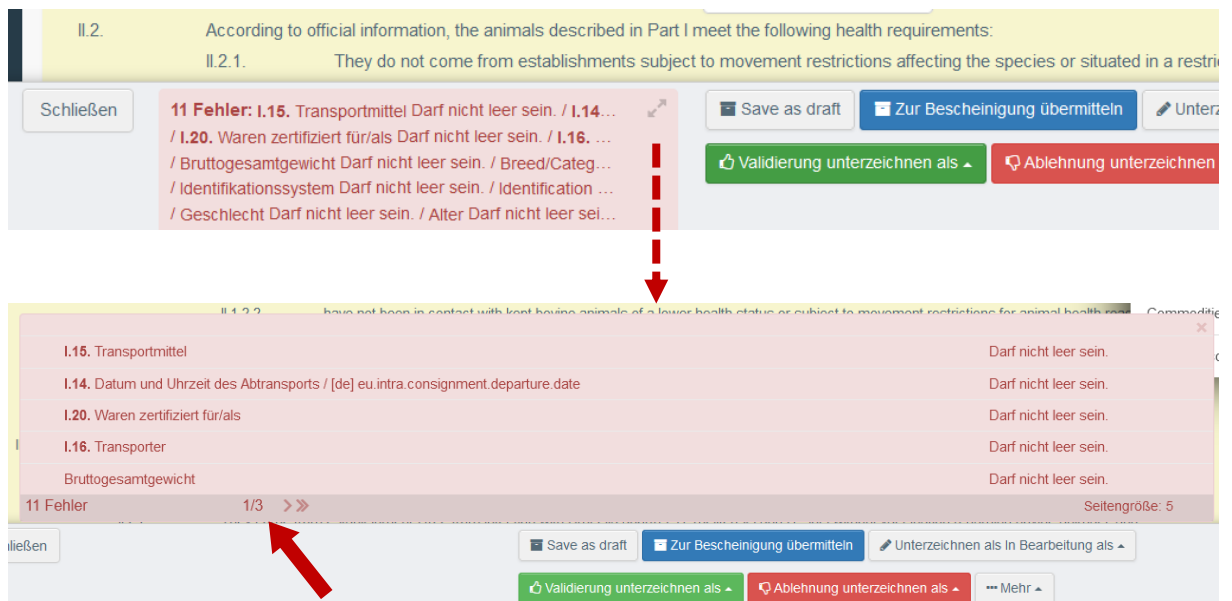 II.2. According to official information, the animals described in Part I meet the following health requirements:
II.2.1. They do not come from establishments subject to movement restrictions affecting the species or situated in a restri
Schließen
11 Fehler: I.15. Transportmittel Darf nicht leer sein. / I.14...
/ I.20. Waren zertifiziert für/als Darf nicht leer sein. / I.16. ...
/ Bruttogesamtgewicht Darf nicht leer sein. / Breed/Categ...
/ Identifikationssystem Darf nicht leer sein. / Identification ...
/ Geschlecht Darf nicht leer sein. / Alter Darf nicht leer sei...
Save as draft Zur Bescheinigung übermitteln Unterz
Validierung unterzeichnen als Ablehnung unterzeichnen
II.1.2.2 have not been in contact with kept bovine animals of a lower health status or subject to movement restrictions for animal health reas Commoditie
I.15. Transportmittel Darf nicht leer sein.
I.14. Datum und Uhrzeit des Abtransports / [de] eu.intra.consignment.departure.date Darf nicht leer sein.
I.20. Waren zertifiziert für/als Darf nicht leer sein.
I.16. Transporter Darf nicht leer sein.
Bruttogesamtgewicht Darf nicht leer sein.
11 Fehler 1/3 Seitengröße: 5
ließen Save as draft Zur Bescheinigung übermitteln Unterzeichnen als In Bearbeitung als
Validierung unterzeichnen als Ablehnung unterzeichnen als Mehr